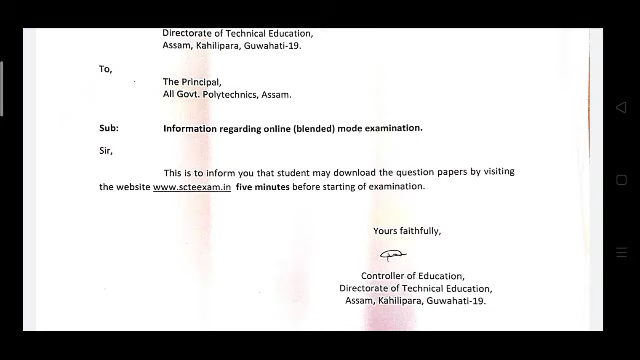 Directorate of Technical Education,
Assam, Kahilipara, Guwahati-19.
To,
The Principal,
All Govt. Polytechnics, Assam.
Sub: Information regarding online (blended) mode examination.
Sir,
This is to inform you that student may download the question papers by visiting
the website www.scteexam.in five minutes before starting of examination.
Yours faithfully,
Controller of Education,
Directorate of Technical Education,
Assam, Kahilipara, Guwahati-19.